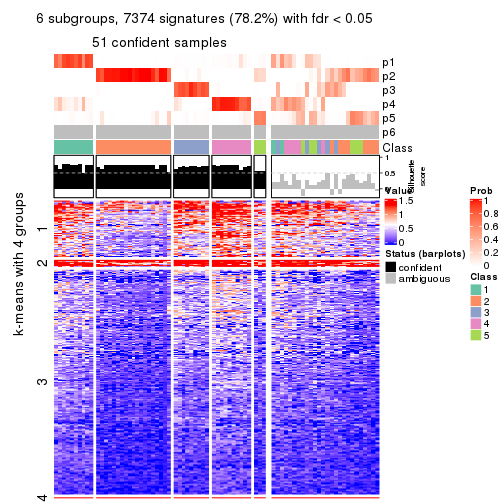 6 subgroups, 7374 signatures (78.2%) with fdr < 0.05
51 confident samples
p1
p2
p3
p4
p5
p6
Class
1
0.5
0
Silhouette
score
k-means with 4 groups
1
2
3
4
Value
1.5
1
0.5
0
Status (barplots)
confident
ambiguous
Prob
1
0.8
0.6
0.4
0.2
0
Class
1
2
3
4
5